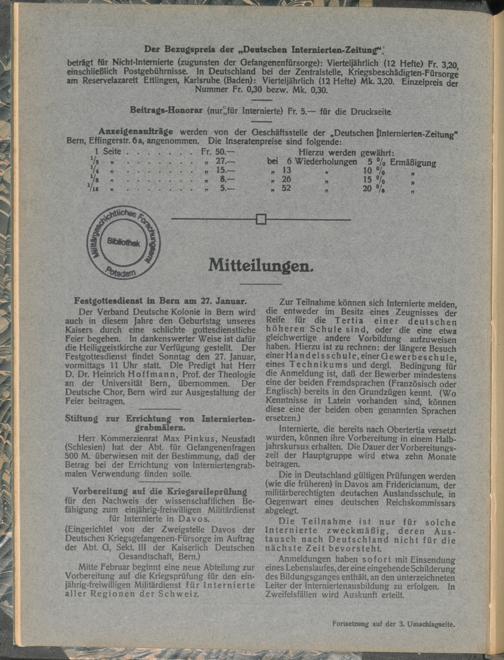 Der Bezugspreis der „Deutschen Internierten-Zeitung“
beträgt für Nicht-Internierte (zugunsten der Gefangenenfürsorge): Vierteljährlich (12 Hefte) Fr. 3,20,
einschließlich Postgebührnisse. In Deutschland bei der Zentralstelle, Kriegsbeschädigten-Fürsorge
am Reservelazarett Ettlingen, Karlsruhe (Baden): Vierteljährlich (12 Hefte) Mk. 3,20. Einzelpreis der
Nummer Fr. 0,30 bezw. Mk. 0,30.
Beitrags-Honorar (nur für Internierte) Fr. 5.— für die Druckseite
Anzeigenaufträge werden von der Geschäftsstelle der „Deutschen Internierten-Zeitung“
Bern, Effingerstr. 6a, angenommen. Die Inseratenpreise sind folgende:
1 Seite . . . . . . . Fr. 50.— Hierzu werden gewährt:
1/2 „ . . . . . . . „ 27.— bei 6 Wiederholungen 5 % Ermäßigung
1/4 „ . . . . . . . „ 15.— „ 13 „ 10 % „
1/8 „ . . . . . . . „ 8.— „ 26 „ 15 % „
1/16 „ . . . . . . . „ 5.— „ 52 „ 20 % „
Militärgeschichtliches Forschungsamt
Bibliothek
Potsdam
Mitteilungen.
Festgottesdienst in Bern am 27. Januar.
Der Verband Deutsche Kolonie in Bern wird
auch in diesem Jahre den Geburtstag unseres
Kaisers durch eine schlichte gottesdienstliche
Feier begehen. In dankenswerter Weise ist dafür
die Heiliggeistkirche zur Verfügung gestellt. Der
Festgottesdienst findet Sonntag den 27. Januar,
vormittags 11 Uhr statt. Die Predigt hat Herr
D. Dr. Heinrich Hoffmann, Prof. der Theologie
an der Universität Bern, übernommen. Der
Deutsche Chor, Bern wird zur Ausgestaltung der
Feier beitragen.
Stiftung zur Errichtung von Internierten-
grabmälern.
Herr Kommerzienrat Max Pinkus, Neustadt
(Schlesien) hat der Abt. für Gefangenenfragen
500 M. überwiesen mit der Bestimmung, daß der
Betrag bei der Errichtung von Interniertengrab-
malen Verwendung finden solle.
Vorbereitung auf die Kriegsreifeprüfung
für den Nachweis der wissenschaftlichen Be-
fähigung zum einjährig-freiwilligen Militärdienst
für Internierte in Davos.
(Eingerichtet von der Zweigstelle Davos der
Deutschen Kriegsgefangenen-Fürsorge im Auftrag
der Abt. G, Sekt. III der Kaiserlich Deutschen
Gesandtschaft, Bern.)
Mitte Februar beginnt eine neue Abteilung zur
Vorbereitung auf die Kriegsprüfung für den ein-
jährig-freiwilligen Militärdienst für Internierte
aller Regionen der Schweiz.
Zur Teilnahme können sich Internierte melden,
die entweder im Besitz eines Zeugnisses der
Reife für die Tertia einer deutschen
höheren Schule sind, oder die eine etwa
gleichwertige andere Vorbildung aufzuweisen
haben. Hierzu ist zu rechnen: der längere Besuch
einer Handelsschule, einer Gewerbeschule,
eines Technikums und dergl. Bedingung für
die Anmeldung ist, daß der Bewerber mindestens
eine der beiden Fremdsprachen (Französisch oder
Englisch) bereits in den Grundzügen kennt. (Wo
Kenntnisse in Latein vorhanden sind, können
diese eine der beiden oben genannten Sprachen
ersetzen.)
Internierte, die bereits nach Obertertia versetzt
wurden, können ihre Vorbereitung in einem Halb-
jahrskursus erhalten. Die Dauer der Vorbereitungs-
zeit der Hauptgruppe wird etwa zehn Monate
betragen.
Die in Deutschland gültigen Prüfungen werden
(wie die früheren) in Davos am Fridericianum, der
militärberechtigten deutschen Auslandsschule, in
Gegenwart eines deutschen Reichskommissars
abgelegt.
Die Teilnahme ist nur für solche
Internierte zweckmäßig, deren Aus-
tausch nach Deutschland nicht für die
nächste Zeit bevorsteht.
Anmeldungen haben sofort mit Einsendung
eines Lebenslaufes, der eine eingehende Schilderung
des Bildungsganges enthält, an den unterzeichneten
Leiter der Internierenausbildung zu erfolgen. In
Zweifelsfällen wird Auskunft erteilt.
Fortsetzung auf der 3. Umschlagseite.